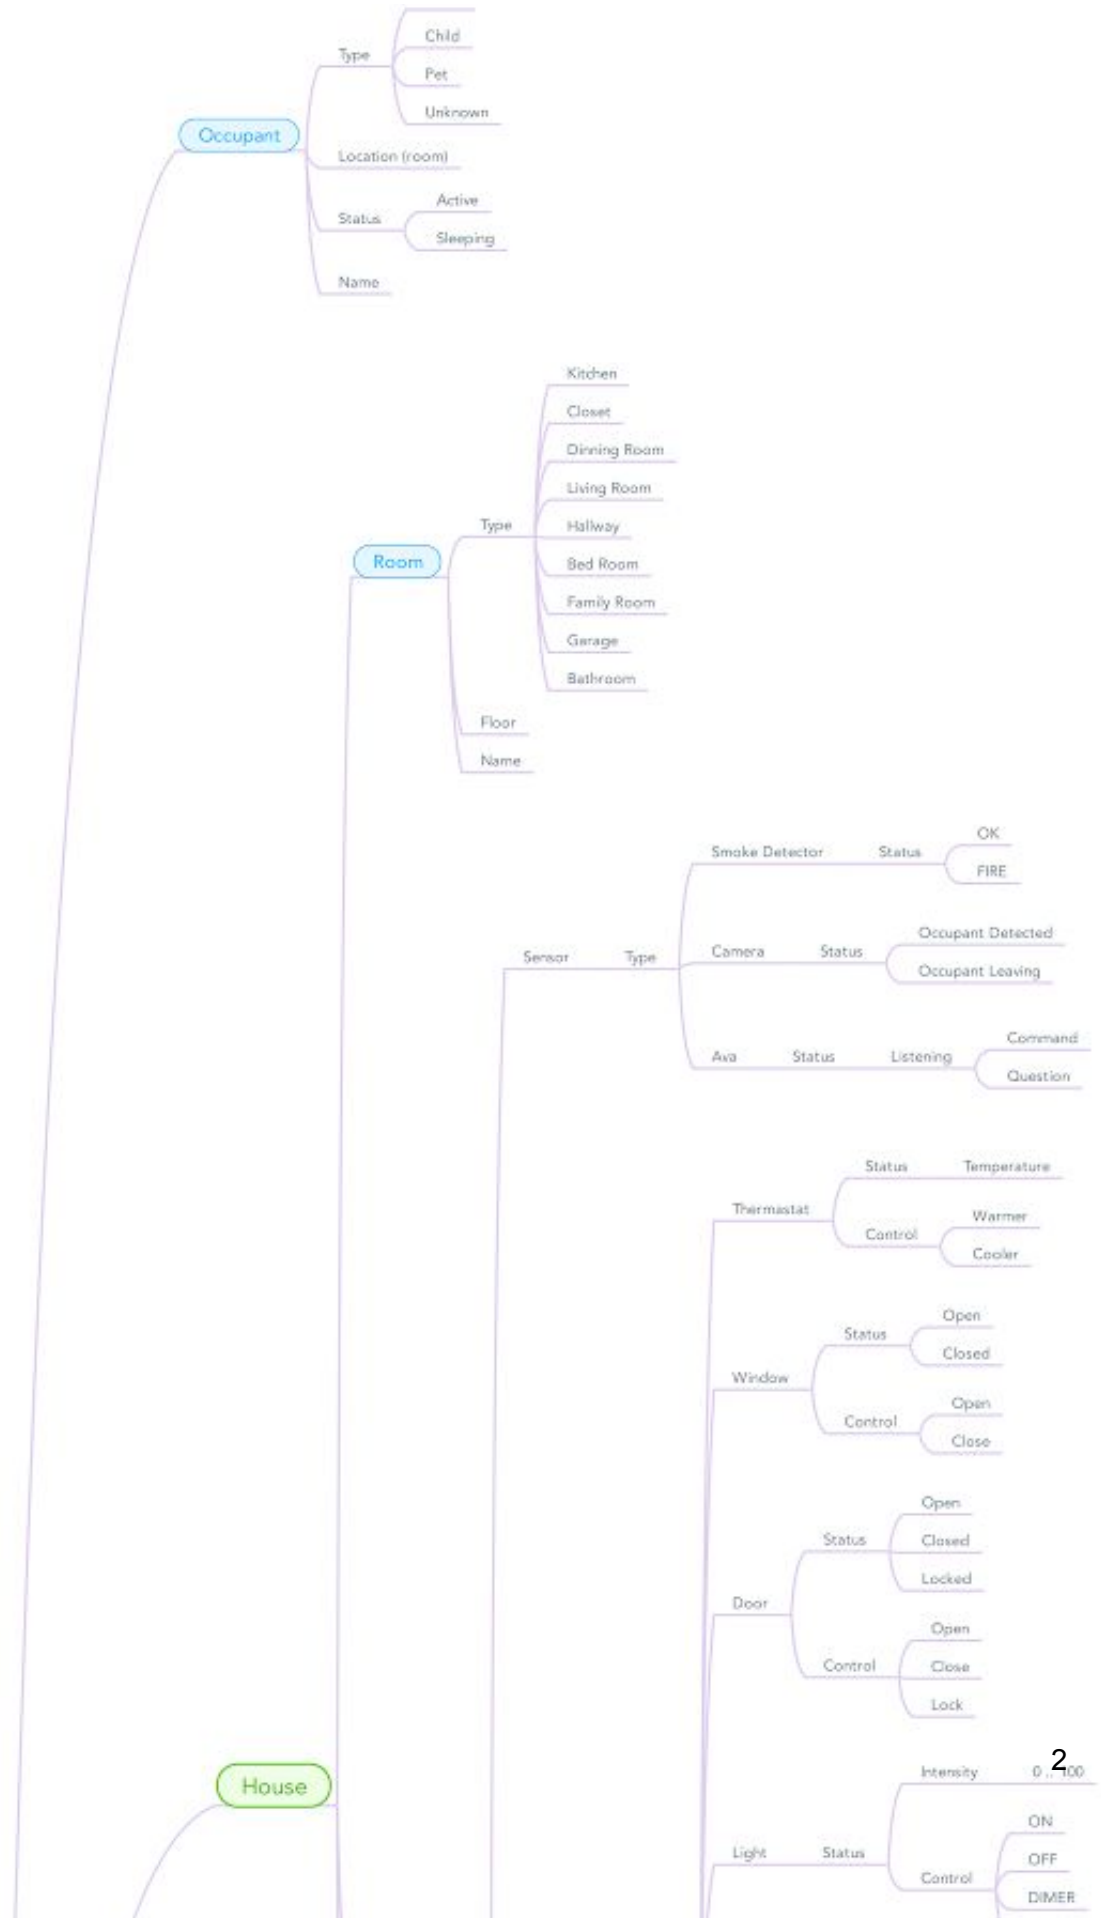 Child
Type
Pet
Unknown
Occupant
Location (room)
Active
Status
Sleeping
Name
Kitchen
Closet
Dinning Room
Living Room
Type
Hallway
Room
Bed Room
Family Room
Garage
Bathroom
Floor
Name
OK
Smoke Detector Status
FIRE
Occupant Detected
Sensor Type Camera Status
Occupant Leaving
Command
Ava Status Listening
Question
Status Temperature
Thermastat
Warmer
Control
Cooler
Open
Status
Closed
Window
Open
Control
Close
Open
Status Closed
Locked
Door
Open
Control Close
Lock
2
House
Intensity 0 .. 100
ON
Light Status
OFF
Control
DIMER